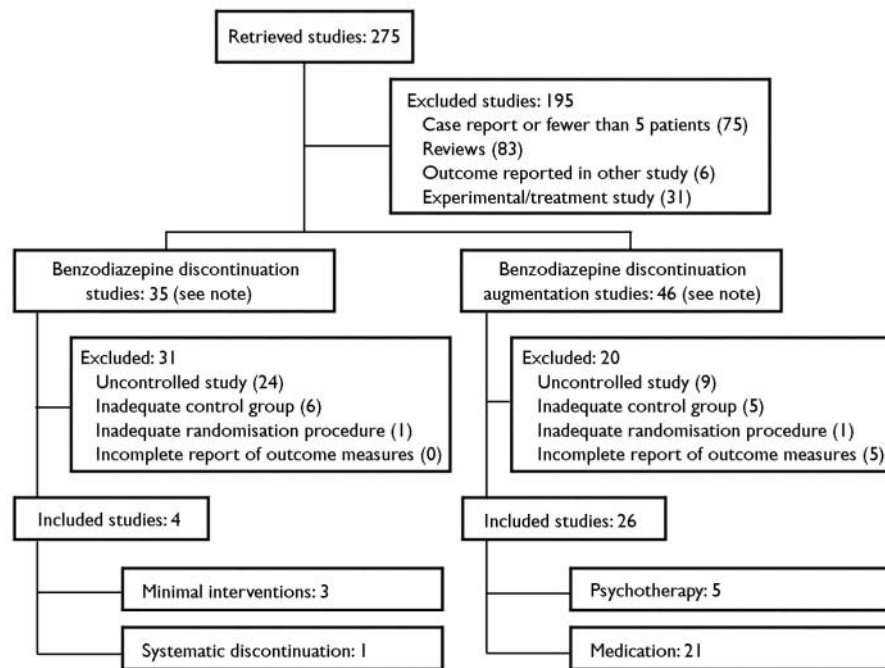 Retrieved studies: 275
Excluded studies: 195
Case report or fewer than 5 patients (75)
Reviews (83)
Outcome reported in other study (6)
Experimental/treatment study (31)
Benzodiazepine discontinuation
studies: 35 (see note)
Benzodiazepine discontinuation
augmentation studies: 46 (see note)
Excluded: 31
Uncontrolled study (24)
Inadequate control group (6)
Inadequate randomisation procedure (1)
Incomplete report of outcome measures (0)
Excluded: 20
Uncontrolled study (9)
Inadequate control group (5)
Inadequate randomisation procedure (1)
Incomplete report of outcome measures (5)
Included studies: 4
Included studies: 26
Minimal interventions: 3
Psychotherapy: 5
Systematic discontinuation: 1
Medication: 21